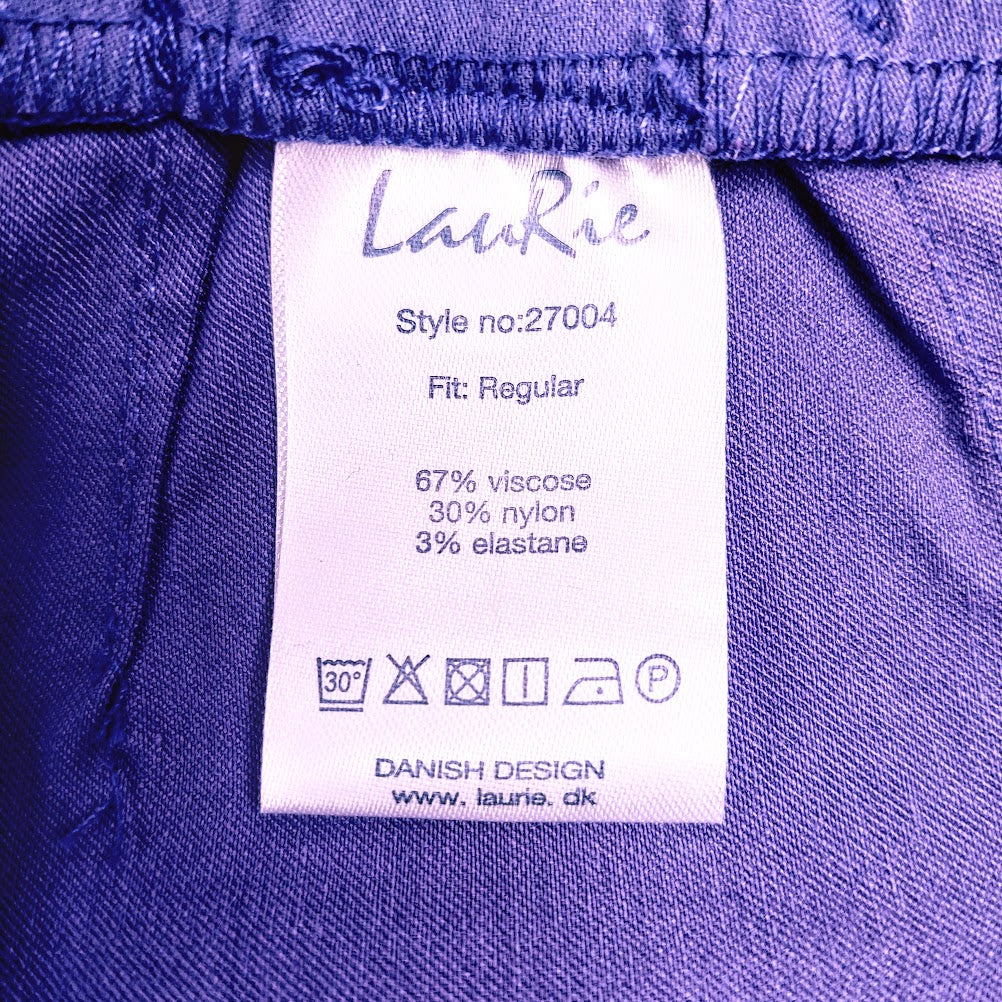 LauRie
Style no:27004
Fit: Regular
67% viscose
30% nylon
3% elastane
30° P
DANISH DESIGN
www. laurie. dk